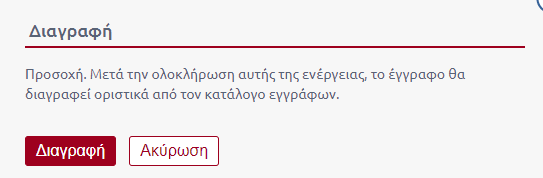 Διαγραφή
Προσοχή. Μετά την ολοκλήρωση αυτής της ενέργειας, το έγγραφο θα
διαγραφεί οριστικά από τον κατάλογο εγγράφων.
Διαγραφή Ακύρωση